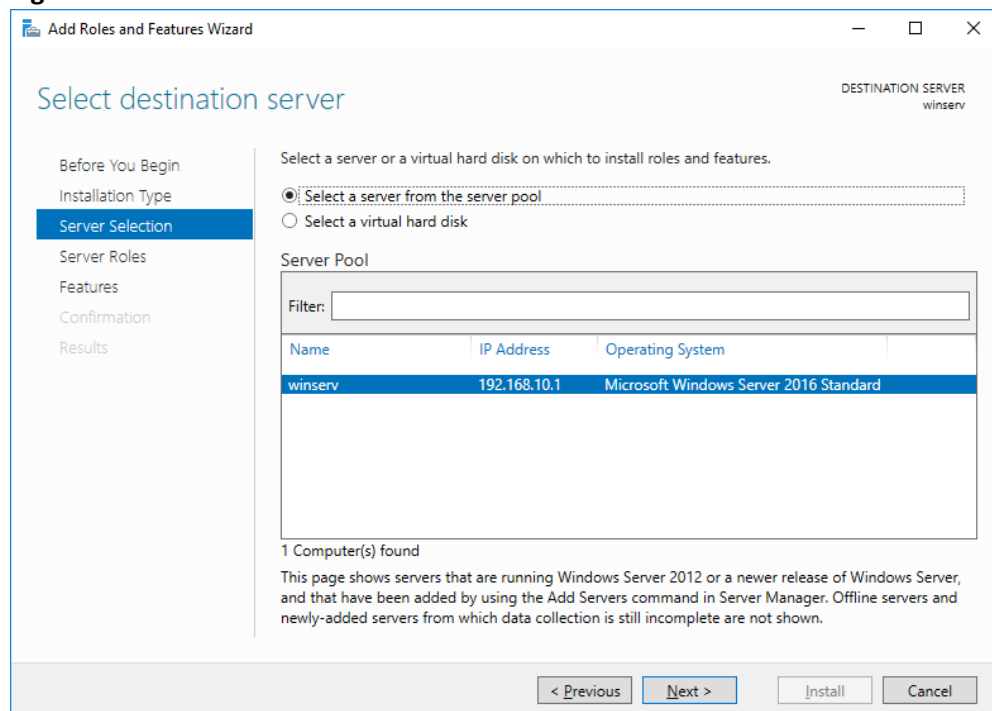 Add Roles and Features Wizard
Select destination server
DESTINATION SERVER
winserv
Before You Begin
Installation Type
Server Selection
Server Roles
Features
Confirmation
Results
Select a server or a virtual hard disk on which to install roles and features.
Select a server from the server pool
Select a virtual hard disk
Server Pool
Filter:
Name IP Address Operating System
winserv 192.168.10.1 Microsoft Windows Server 2016 Standard
1 Computer(s) found
This page shows servers that are running Windows Server 2012 or a newer release of Windows Server,
and that have been added by using the Add Servers command in Server Manager. Offline servers and
newly-added servers from which data collection is still incomplete are not shown.
< Previous Next > Install Cancel